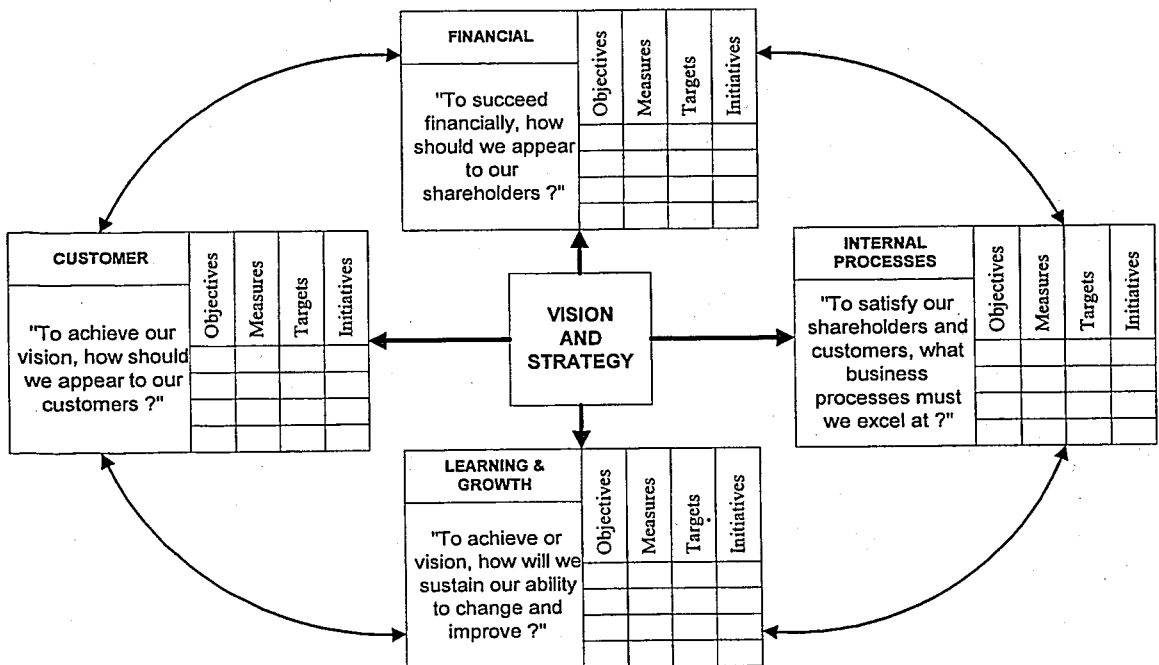 FINANCIAL
"To succeed
financially, how
should we appear
to our
shareholders ?"
Objectives
Measures
Targets
Initiatives
CUSTOMER
"To achieve our
vision, how should
we appear to our
customers ?"
Objectives
Measures
Targets
Initiatives
VISION
AND
STRATEGY
INTERNAL
PROCESSES
"To satisfy our
shareholders and
customers, what
business
processes must
we excel at ?"
Objectives
Measures
Targets
Initiatives
LEARNING &
GROWTH
"To achieve or
vision, how will we
sustain our ability
to change and
improve ?"
Objectives
Measures
Targets
Initiatives